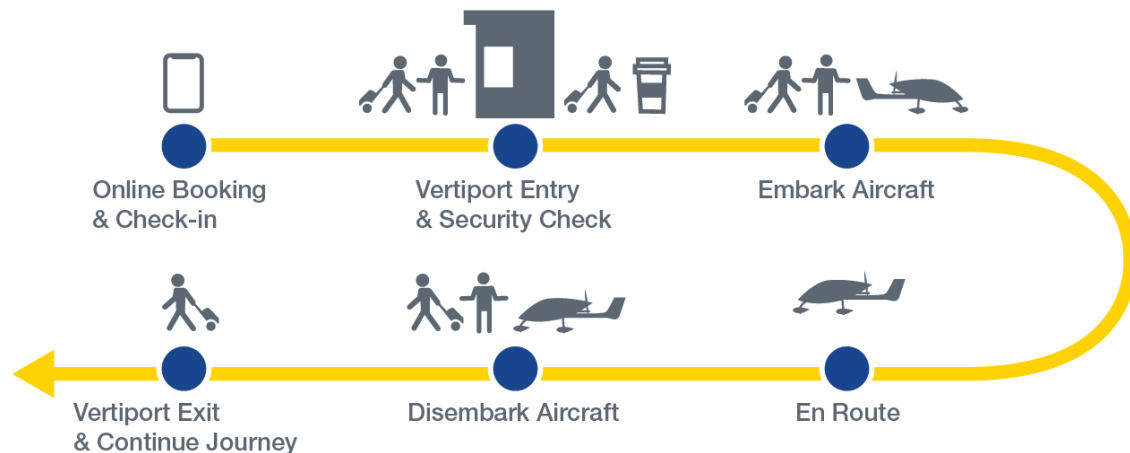 Online Booking
& Check-in
Vertiport Entry
& Security Check
Embark Aircraft
En Route
Disembark Aircraft
Vertiport Exit
& Continue Journey